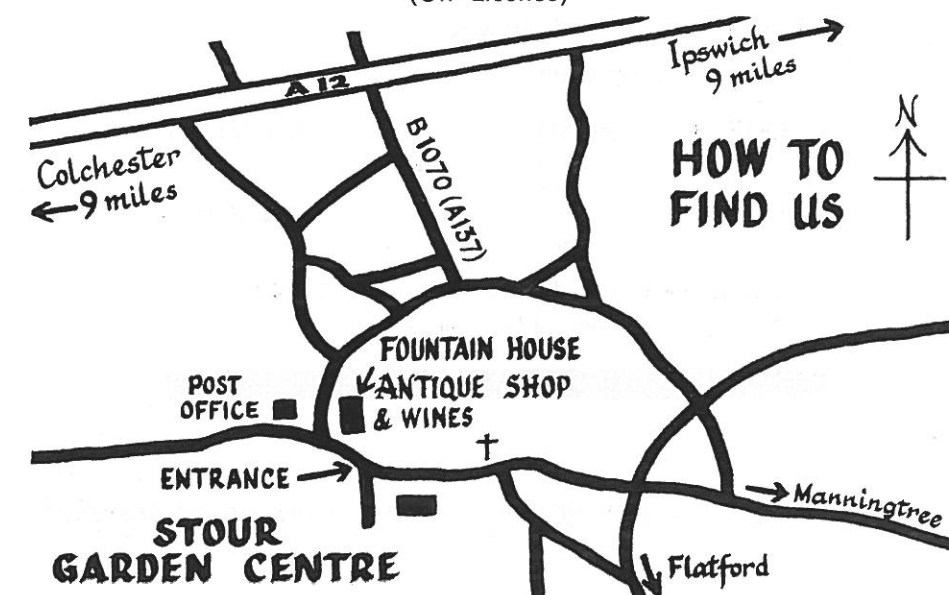 A 12
Ipswich
9 miles
Colchester
9 miles
B1070 (A137)
N
HOW TO
FIND US
FOUNTAIN HOUSE
ANTIQUE SHOP
& WINES
POST
OFFICE
ENTRANCE
Manningtree
STOUR
GARDEN CENTRE
Flatford